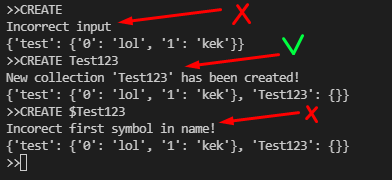 >>CREATE
Incorrect input
{'test': {'0': 'lol', '1': 'kek'}}
>>CREATE Test123
New collection 'Test123' has been created!
{'test': {'0': 'lol', '1': 'kek'}, 'Test123': {}}
>>CREATE $Test123
Incorect first symbol in name!
{'test': {'0': 'lol', '1': 'kek'}, 'Test123': {}}
>>